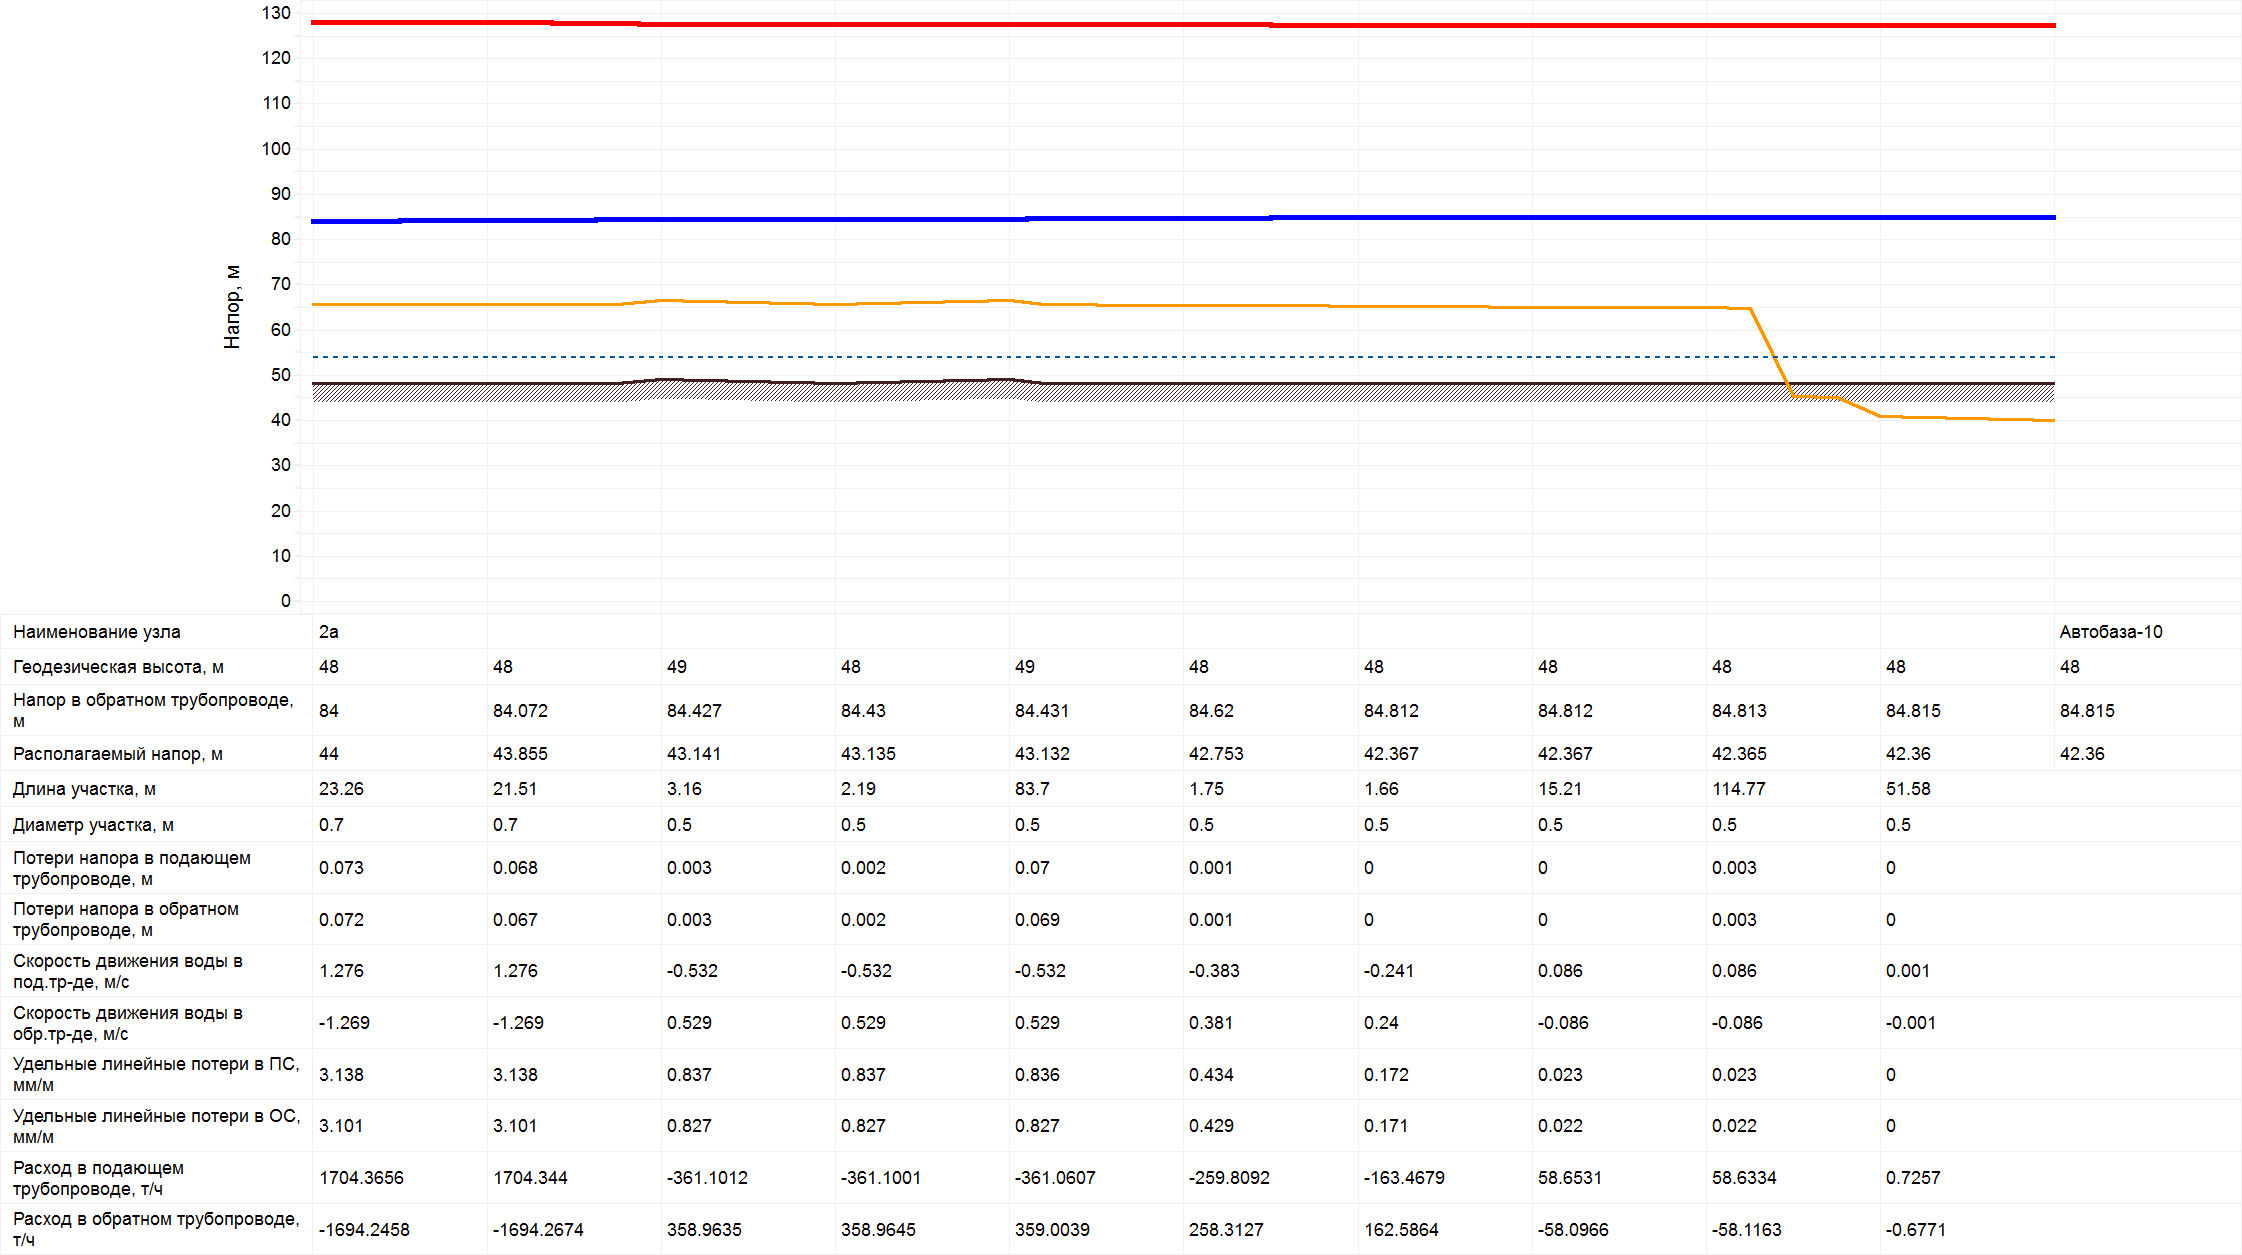 130
120
110
100
90
80
70
60
50
40
30
20
10
0
Напор, м
Наименование узла 2а Автобаза-10
Геодезическая высота, м 48 48 49 48 49 48 48 48 48 48 48
Напор в обратном трубопроводе,
м 84 84.072 84.427 84.43 84.431 84.62 84.812 84.812 84.813 84.815 84.815
Располагаемый напор, м 44 43.855 43.141 43.135 43.132 42.753 42.367 42.367 42.365 42.36 42.36
Длина участка, м 23.26 21.51 3.16 2.19 83.7 1.75 1.66 15.21 114.77 51.58
Диаметр участка, м 0.7 0.7 0.5 0.5 0.5 0.5 0.5 0.5 0.5 0.5
Потери напора в подающем
трубопроводе, м 0.073 0.068 0.003 0.002 0.07 0.001 0 0 0.003 0
Потери напора в обратном
трубопроводе, м 0.072 0.067 0.003 0.002 0.069 0.001 0 0 0.003 0
Скорость движения воды в
под.тр-де, м/с 1.276 1.276 -0.532 -0.532 -0.532 -0.383 -0.241 0.086 0.086 0.001
Скорость движения воды в
обр.тр-де, м/с -1.269 -1.269 0.529 0.529 0.529 0.381 0.24 -0.086 -0.086 -0.001
Удельные линейные потери в ПС,
мм/м 3.138 3.138 0.837 0.837 0.836 0.434 0.172 0.023 0.023 0
Удельные линейные потери в ОС,
мм/м 3.101 3.101 0.827 0.827 0.827 0.429 0.171 0.022 0.022 0
Расход в подающем
трубопроводе, т/ч 1704.3656 1704.344 -361.1012 -361.1001 -361.0607 -259.8092 -163.4679 58.6531 58.6334 0.7257
Расход в обратном трубопроводе,
т/ч -1694.2458 -1694.2674 358.9635 358.9645 359.0039 258.3127 162.5864 -58.0966 -58.1163 -0.6771